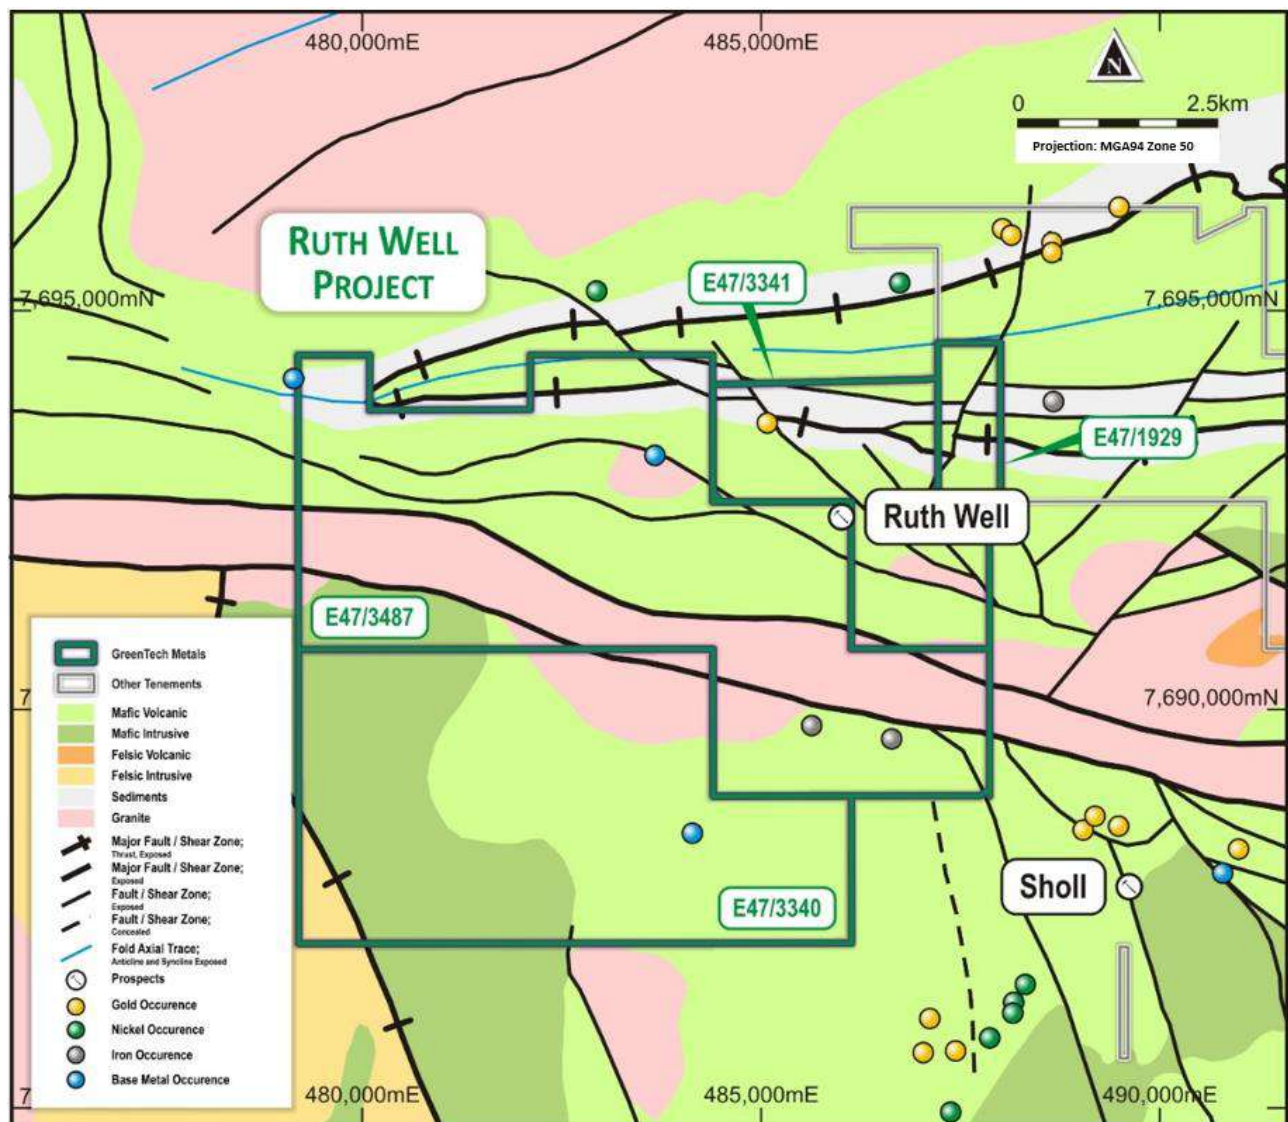 480,000mE
485,000mE
N
0 2.5km
Projection: MGA94 Zone 50
RUTH WELL
PROJECT
E47/3341
7,695,000mN
7,695,000mN
E47/1929
Ruth Well
E47/3487
GreenTech Metals
Other Tenements
7
7,690,000mN
Mafic Volcanic
Mafic Intrusive
Felsic Volcanic
Felsic Intrusive
Sediments
Granite
Major Fault / Shear Zone;
Thrust, Exposed
Major Fault / Shear Zone;
Exposed
Fault / Shear Zone;
Exposed
Fault / Shear Zone;
Concealed
Fold Axial Trace;
Anticline and Syncline Exposed
Prospects
Gold Occurence
Nickel Occurence
Iron Occurence
Base Metal Occurence
Sholl
E47/3340
7
480,000mE
485,000mE
490,000mE